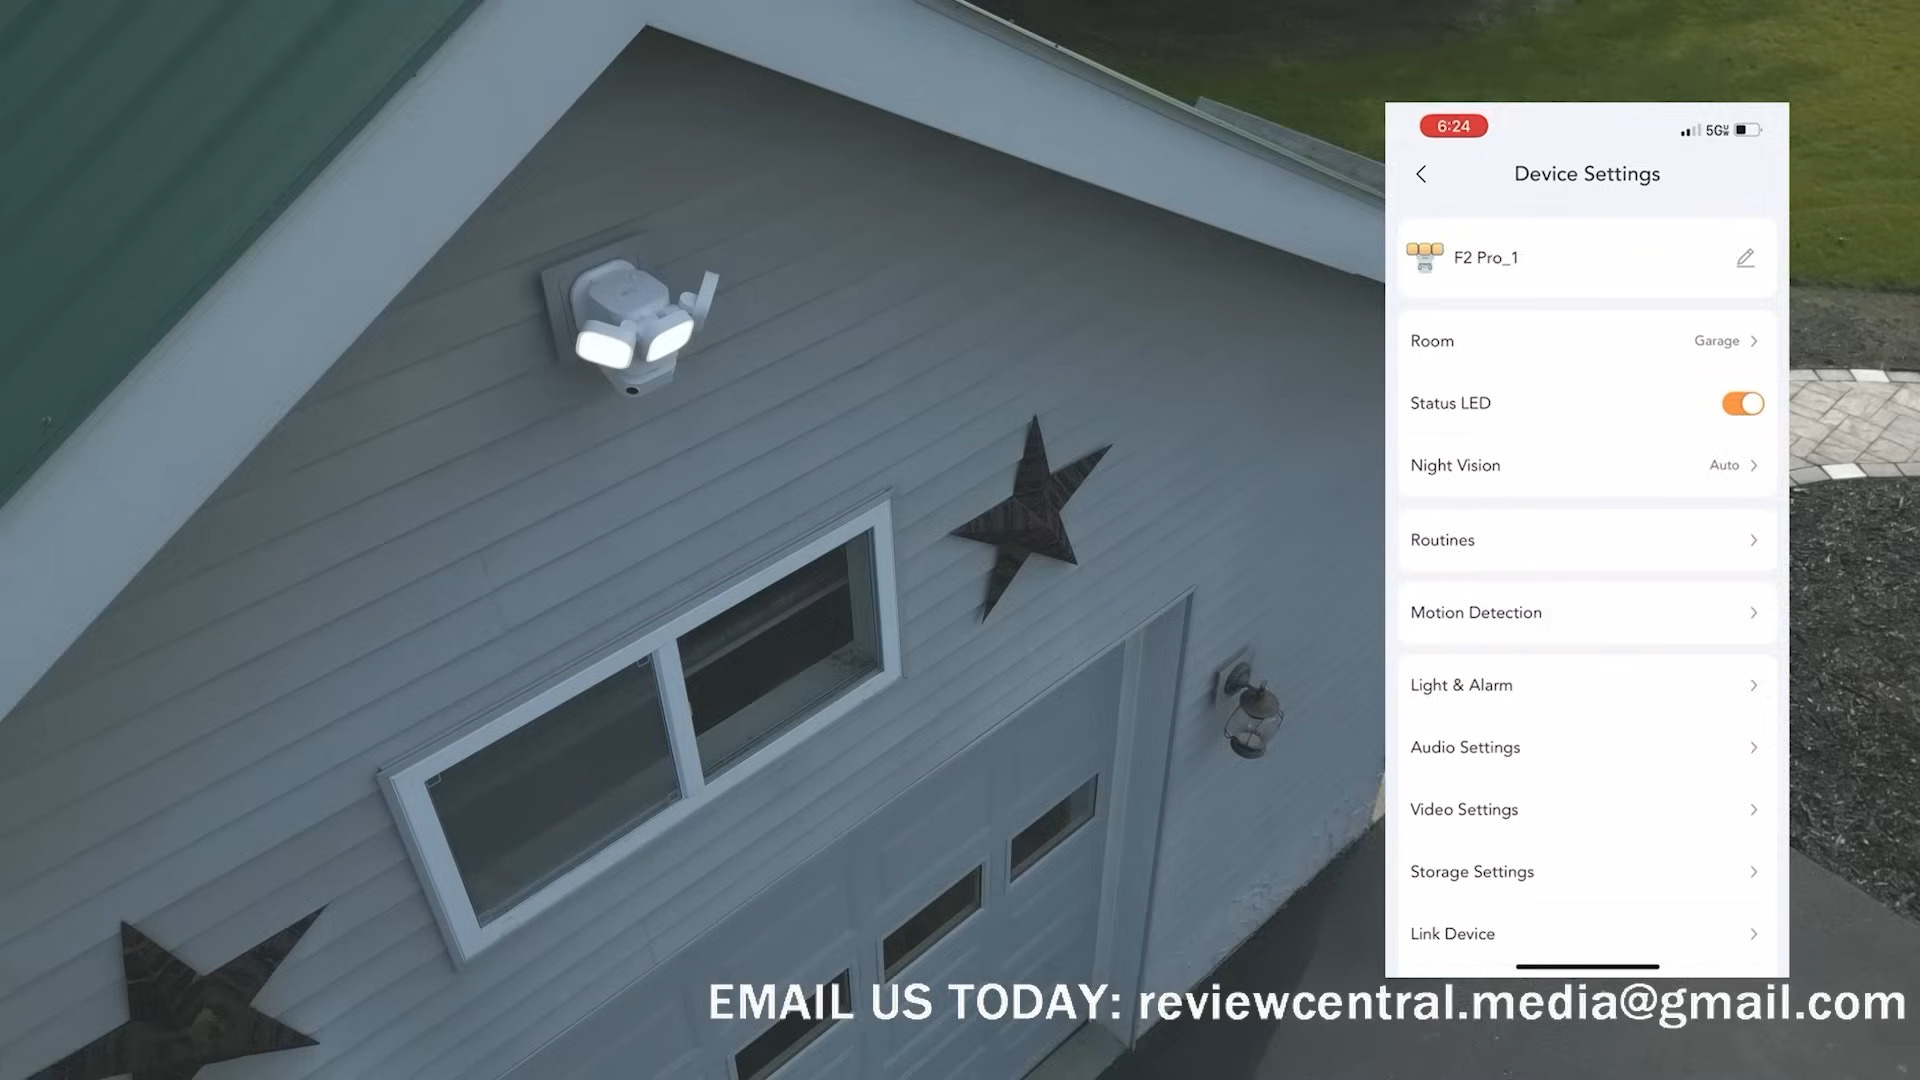 6:24
5G
Device Settings
F2 Pro_1
Room Garage
Status LED
Night Vision Auto
Routines
Motion Detection
Light & Alarm
Audio Settings
Video Settings
Storage Settings
Link Device
EMAIL US TODAY: reviewcentral.media@gmail.com